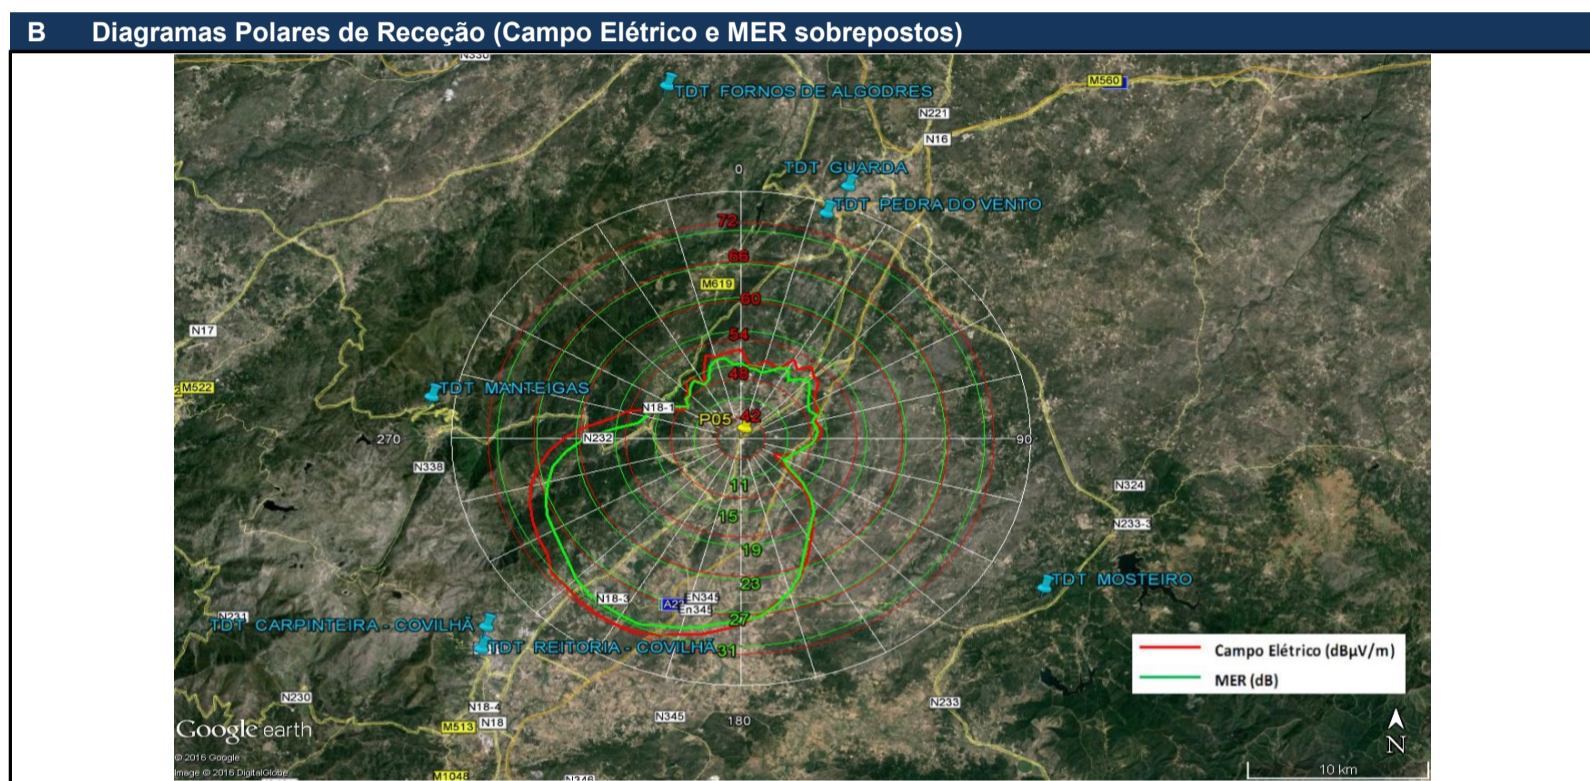 B Diagramas Polares de Receção (Campo Elétrico e MER sobrepostos)
N330
TDT FORNOS DE ALGODRES
M560
N221
N16
TDT GUARDA
0
TDT PEDRA DO VENTO
72
66
M619
60
N17
54
48
M522
TDT MANTEIGAS
N18-1
P05
42
270
N232
90
N338
11
N324
15
N233-3
19
TDT MOSTEIRO
23
N18-3
A23
EN345
En345
N231
27
TDT CARPINTEIRA - COVILHÃ
TDT REITORIA - COVILHÃ
31
Campo Elétrico (dBµV/m)
MER (dB)
N230
N18-4
N233
M513
N18
N345
180
Google earth
N
© 2016 Google
Image © 2016 DigitalGlobe
10 km
M1048